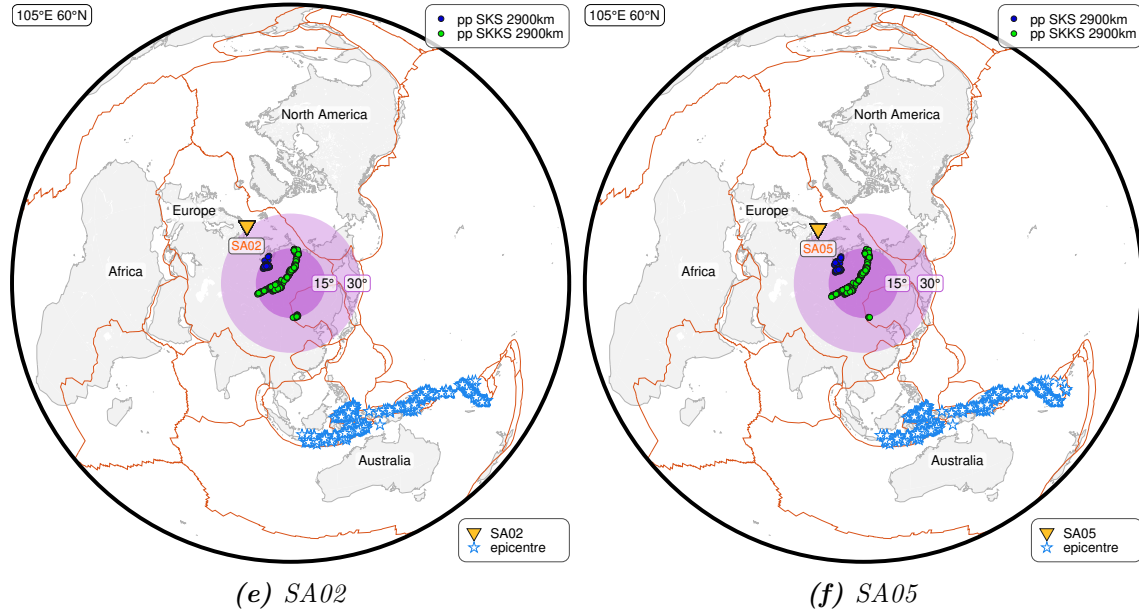 105°E 60°N
pp SKS 2900km
pp SKKS 2900km
North America
Europe
SA02
Africa
15°
30°
Australia
SA02
epicentre
(e) SA02
105°E 60°N
pp SKS 2900km
pp SKKS 2900km
North America
Europe
SA05
Africa
15°
30°
Australia
SA05
epicentre
(f) SA05